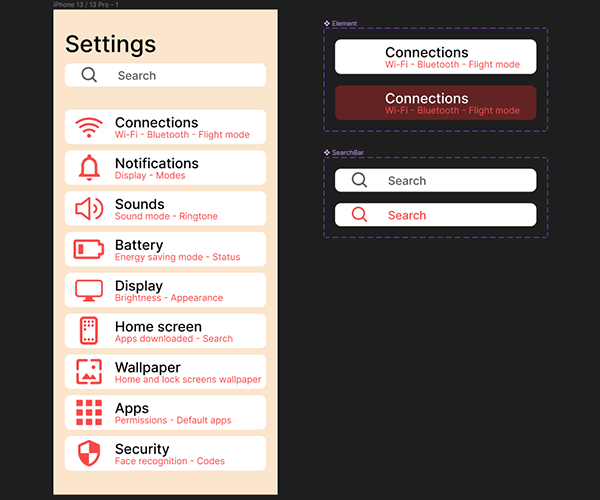 iPhone 13 / 13 Pro - 1
Settings
Search
Connections
Wi-Fi - Bluetooth - Flight mode
Notifications
Display - Modes
Sounds
Sound mode - Ringtone
Battery
Energy saving mode - Status
Display
Brightness - Appearance
Home screen
Apps downloaded - Search
Wallpaper
Home and lock screens wallpaper
Apps
Permissions - Default apps
Security
Face recognition - Codes
Element
Connections
Wi-Fi - Bluetooth - Flight mode
Connections
Wi-Fi - Bluetooth - Flight mode
SearchBar
Search
Search